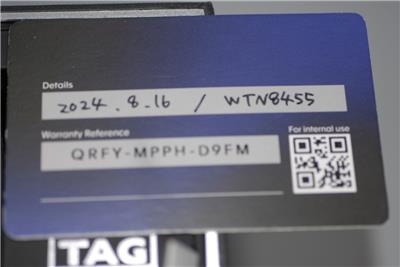 Details
2024.8.16 / WTN8455
Warranty Reference
For internal use
QRFY-MPPH-D9FM
TAG